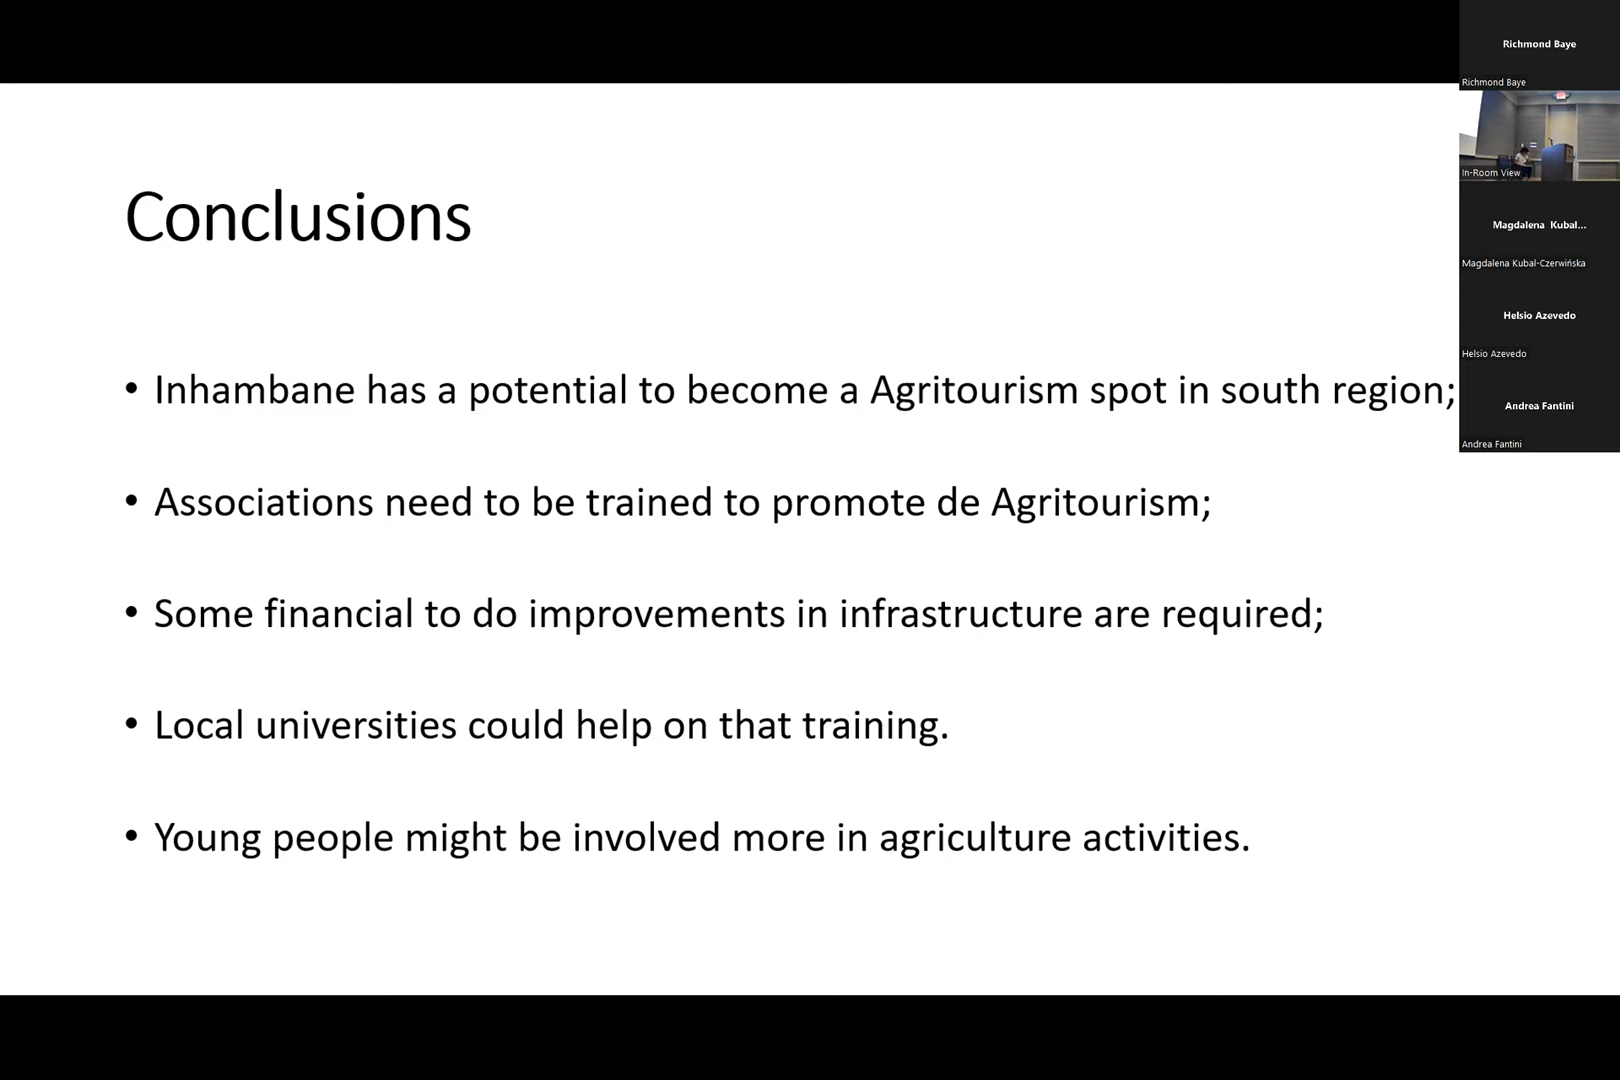 Conclusions
• Inhambane has a potential to become a Agritourism spot in south region;
• Associations need to be trained to promote de Agritourism;
• Some financial to do improvements in infrastructure are required;
• Local universities could help on that training.
• Young people might be involved more in agriculture activities.
Richmond Baye
Richmond Baye
In-Room View
Magdalena Kubal...
Magdalena Kubal-Czerwińska
Helsio Azevedo
Helsio Azevedo
Andrea Fantini
Andrea Fantini